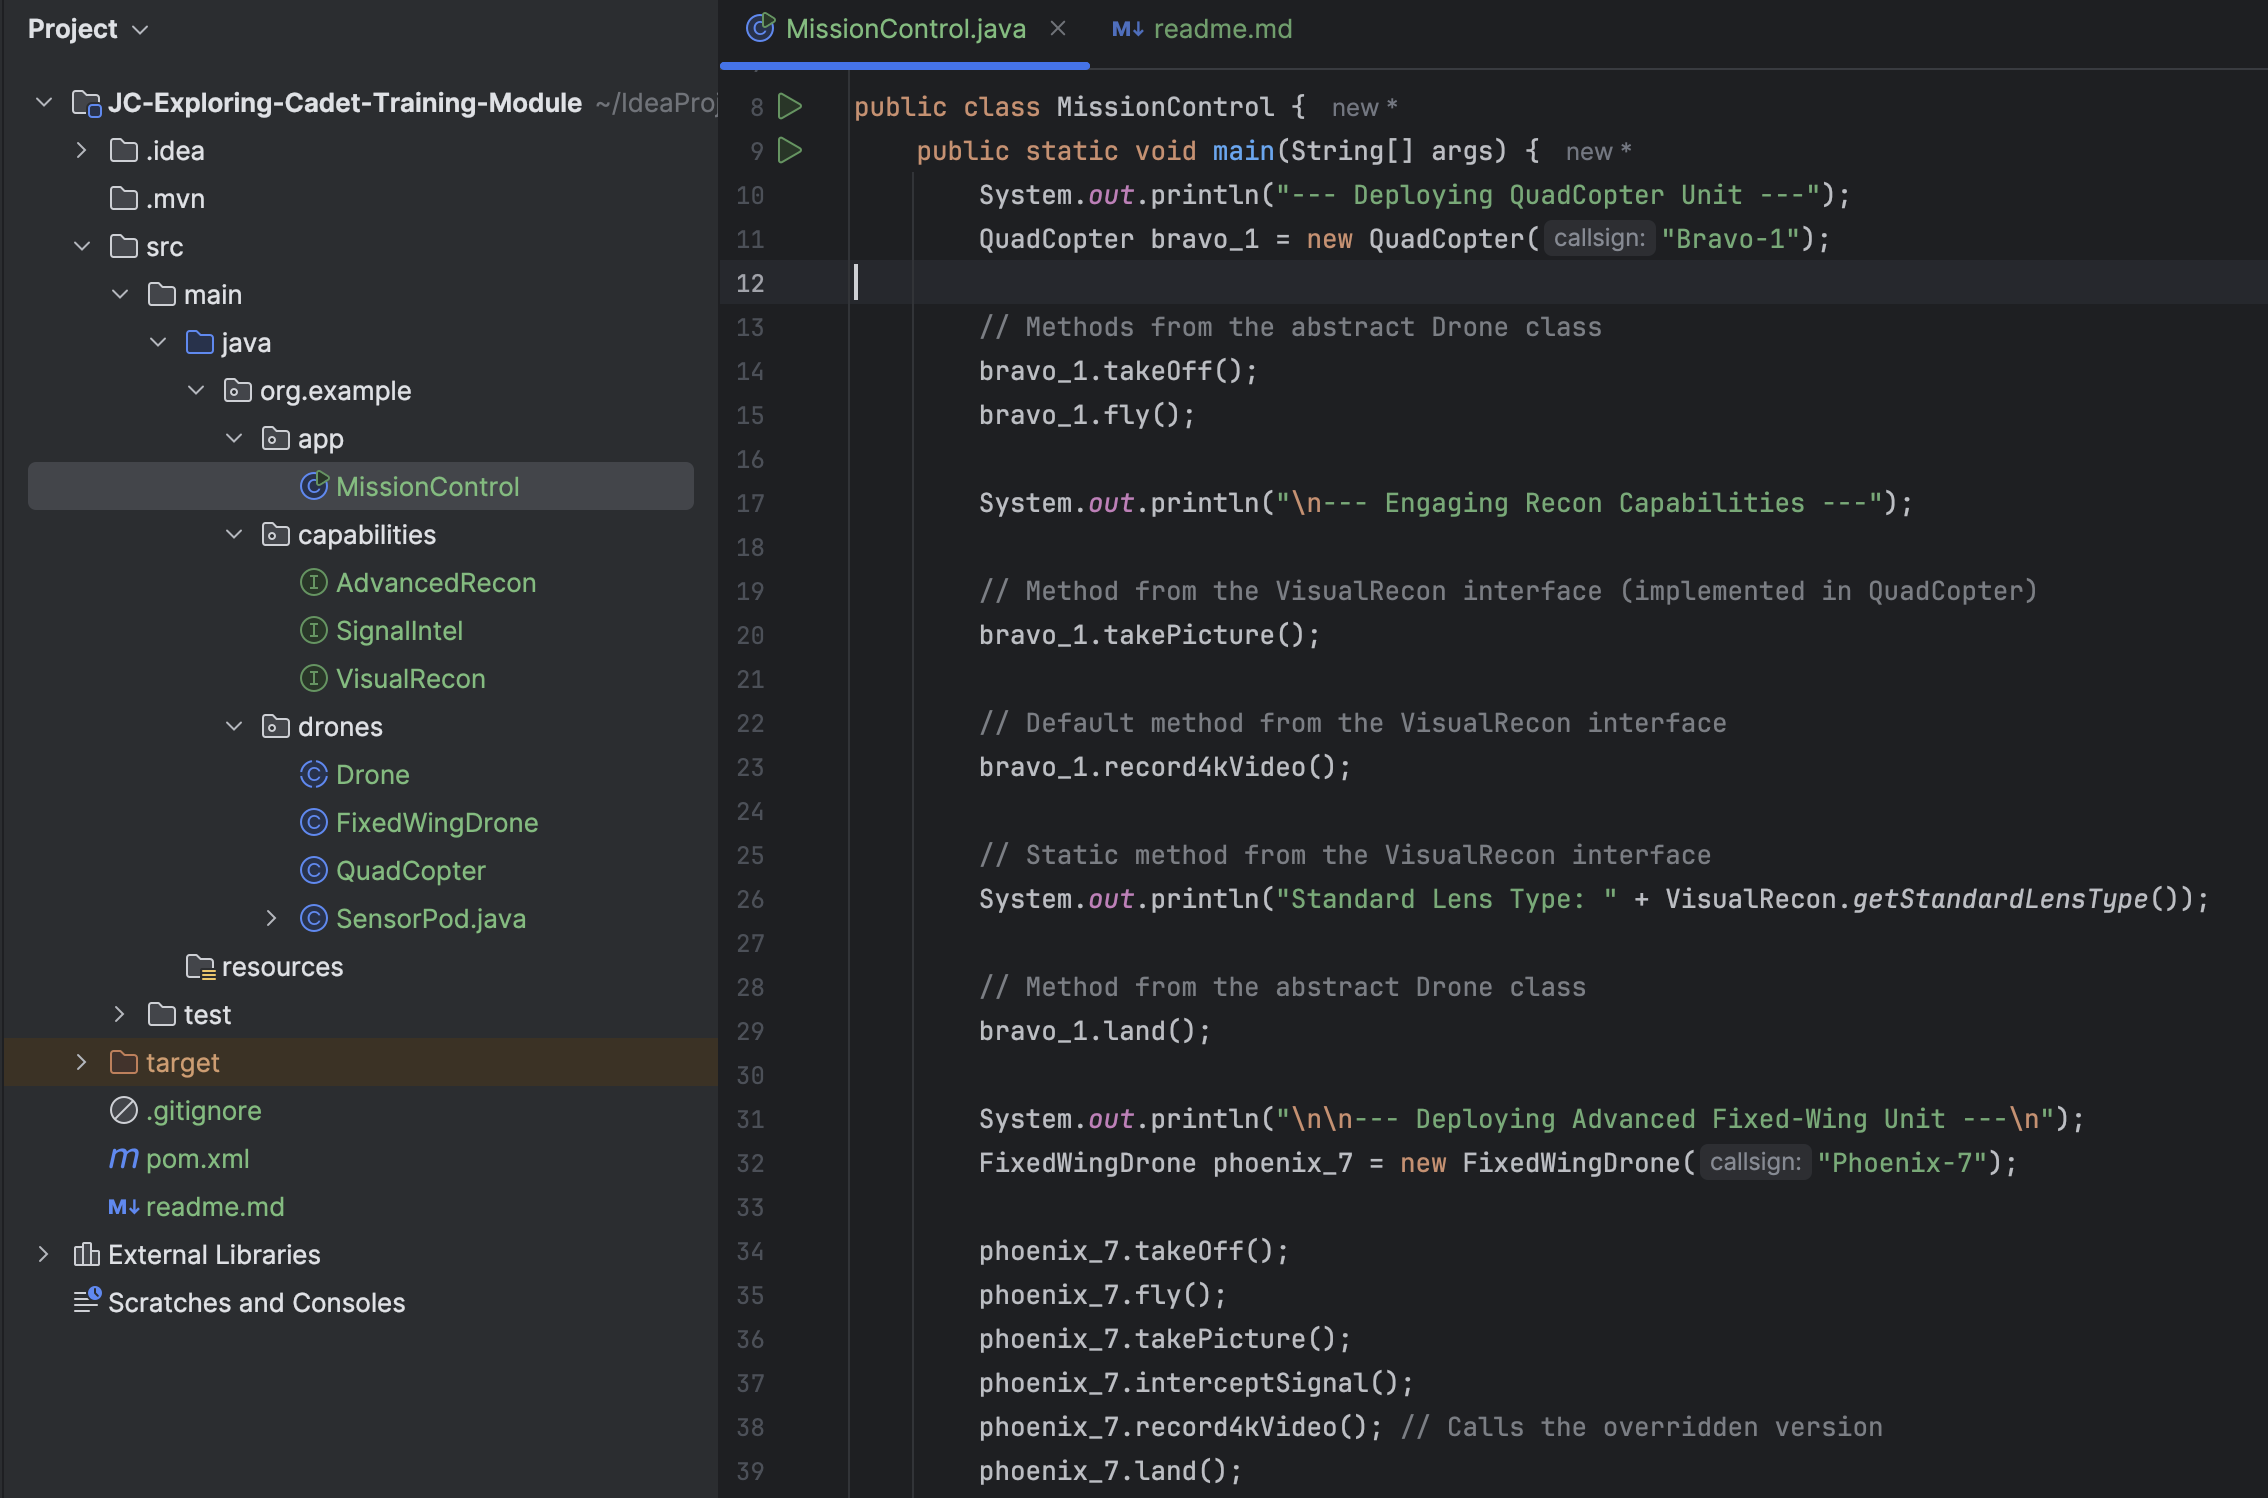 Project
JC-Exploring-Cadet-Training-Module ~/IdeaProj
.idea
.mvn
src
main
java
org.example
app
MissionControl
capabilities
AdvancedRecon
SignalIntel
VisualRecon
drones
Drone
FixedWingDrone
QuadCopter
SensorPod.java
resources
test
target
.gitignore
pom.xml
readme.md
External Libraries
Scratches and Consoles
MissionControl.java
readme.md
8 public class MissionControl { new *
9 public static void main(String[] args) { new *
10 System.out.println("--- Deploying QuadCopter Unit ---");
11 QuadCopter bravo_1 = new QuadCopter( callsign: "Bravo-1");
12
13 // Methods from the abstract Drone class
14 bravo_1.takeOff();
15 bravo_1.fly();
16
17 System.out.println("\n--- Engaging Recon Capabilities ---");
18
19 // Method from the VisualRecon interface (implemented in QuadCopter)
20 bravo_1.takePicture();
21
22 // Default method from the VisualRecon interface
23 bravo_1.record4kVideo();
24
25 // Static method from the VisualRecon interface
26 System.out.println("Standard Lens Type: " + VisualRecon.getStandardLensType());
27
28 // Method from the abstract Drone class
29 bravo_1.land();
30
31 System.out.println("\n\n--- Deploying Advanced Fixed-Wing Unit ---\n");
32 FixedWingDrone phoenix_7 = new FixedWingDrone( callsign: "Phoenix-7");
33
34 phoenix_7.takeOff();
35 phoenix_7.fly();
36 phoenix_7.takePicture();
37 phoenix_7.interceptSignal();
38 phoenix_7.record4kVideo(); // Calls the overridden version
39 phoenix_7.land();